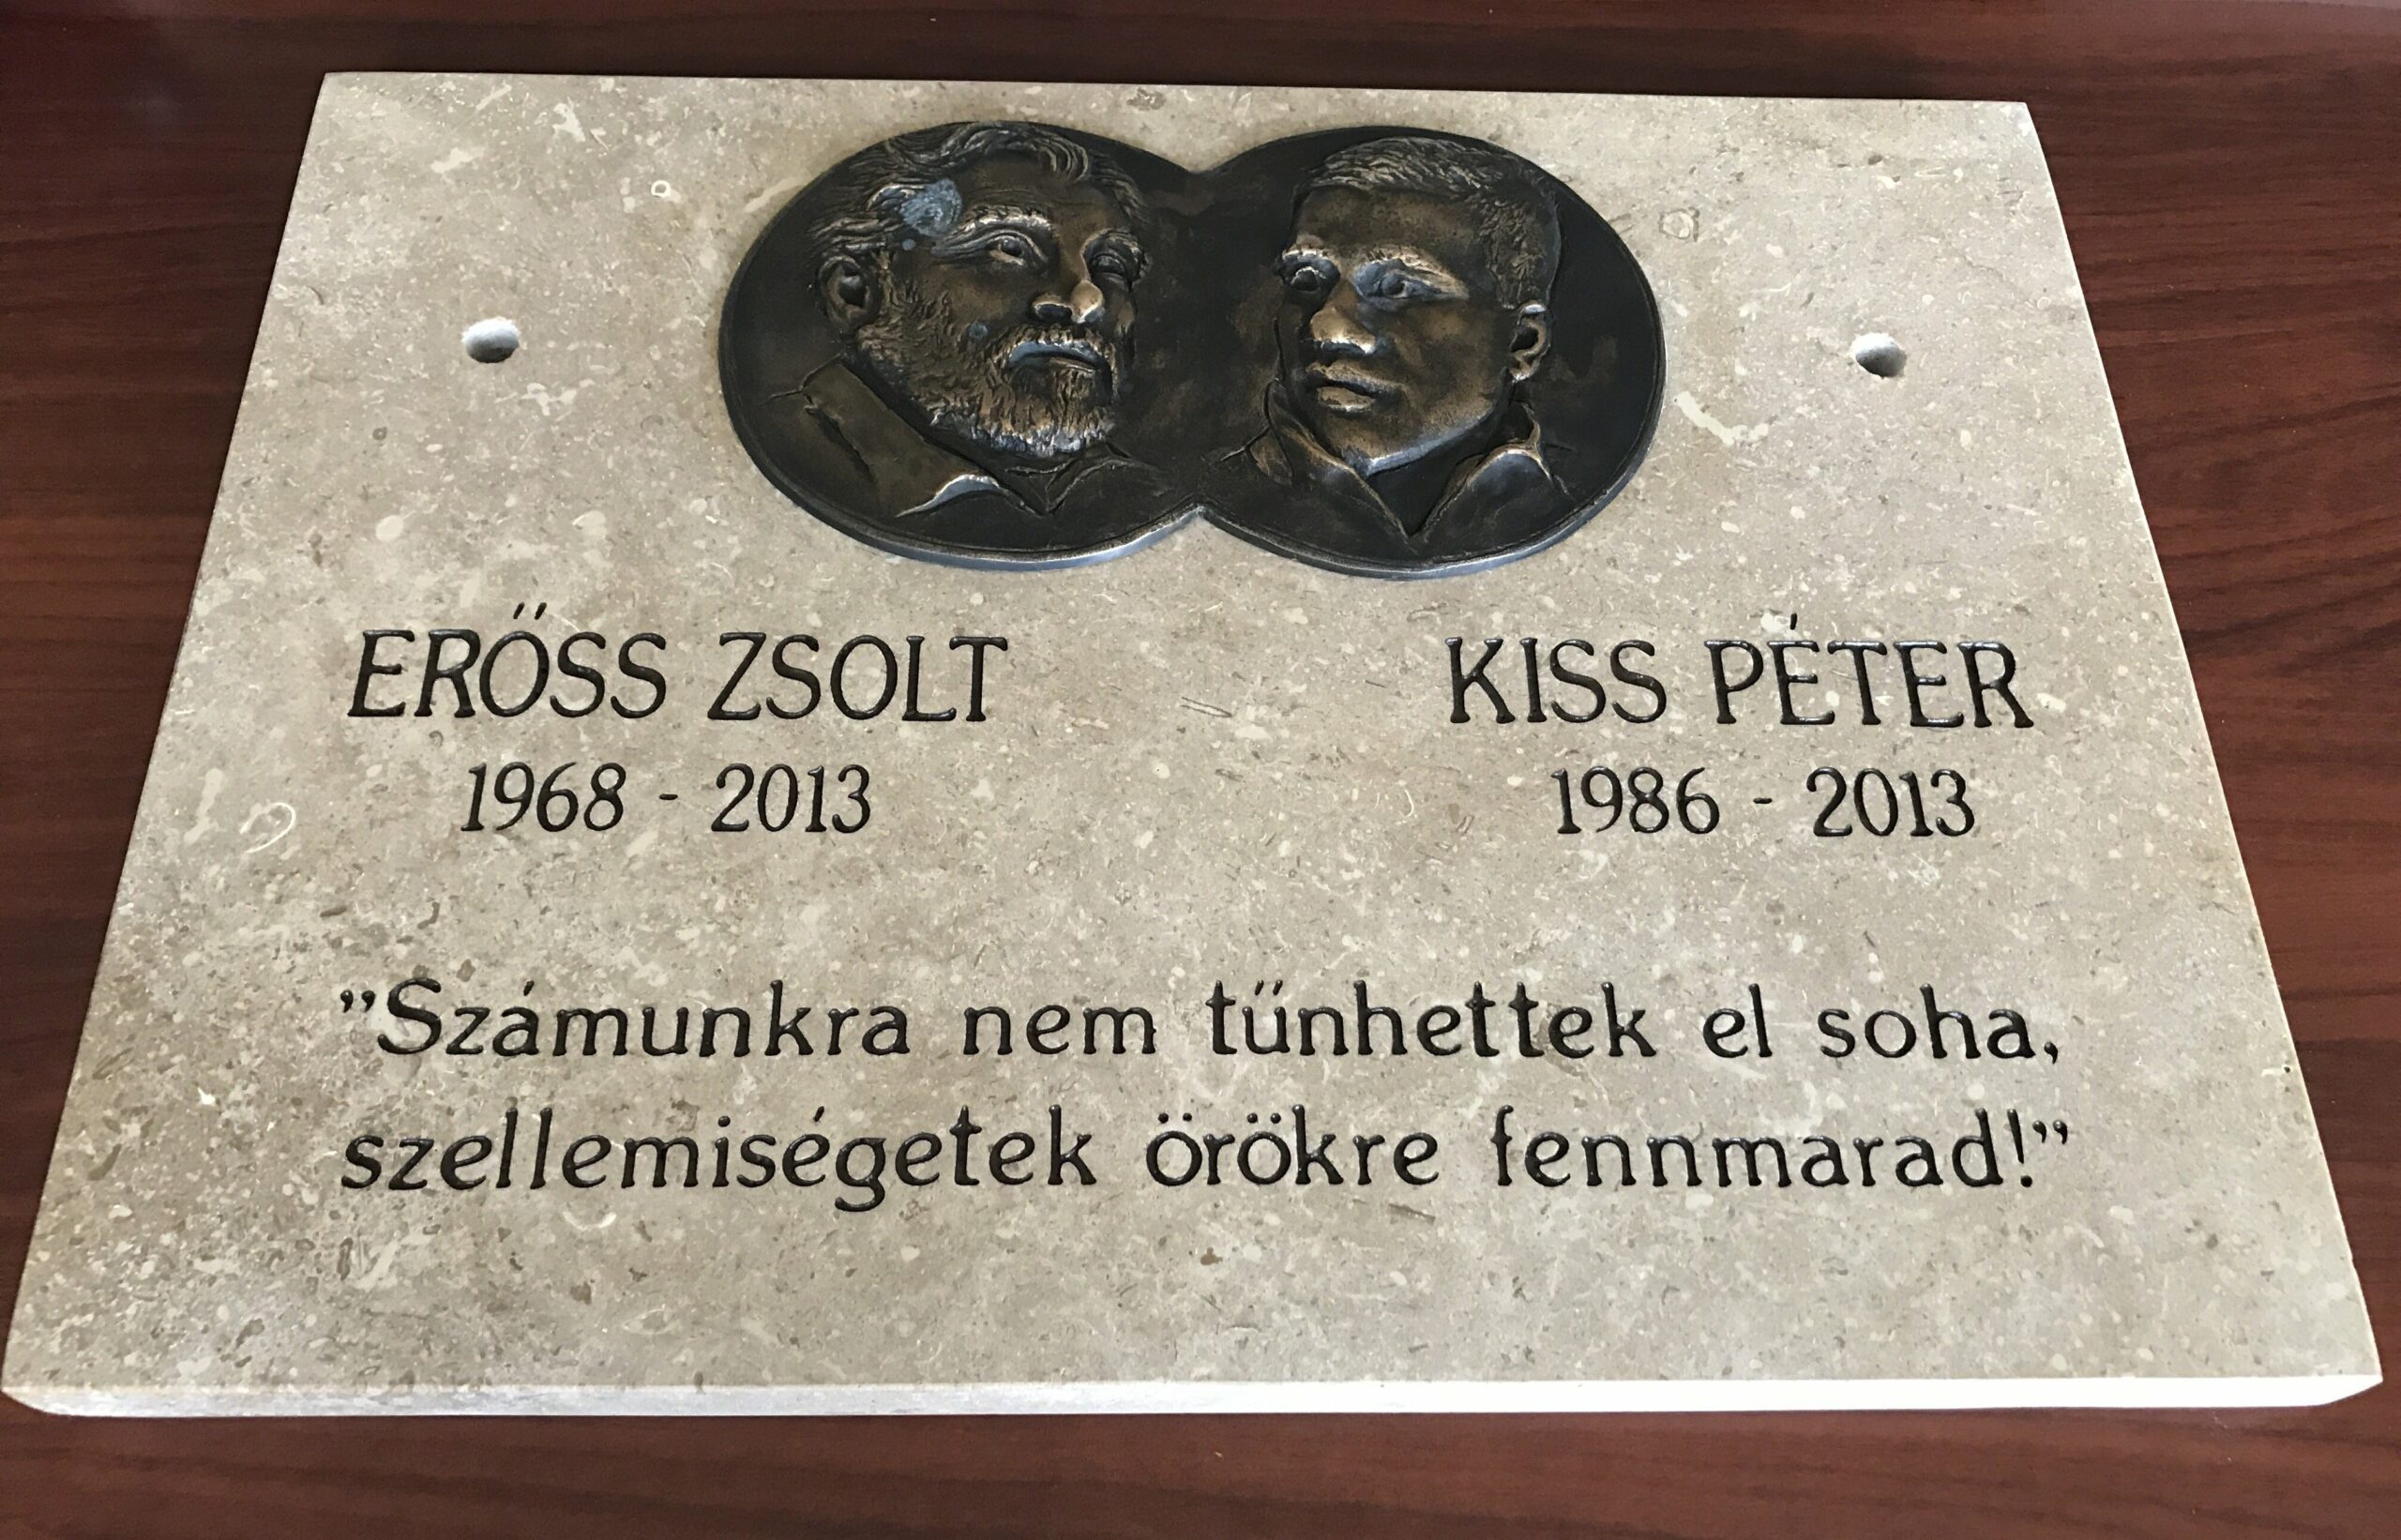 ERŐSS ZSOLT
1968 - 2013
KISS PÉTER
1986 - 2013
”Számunkra nem tűnhettek el soha,
szellemiségetek örökre fennmarad!”